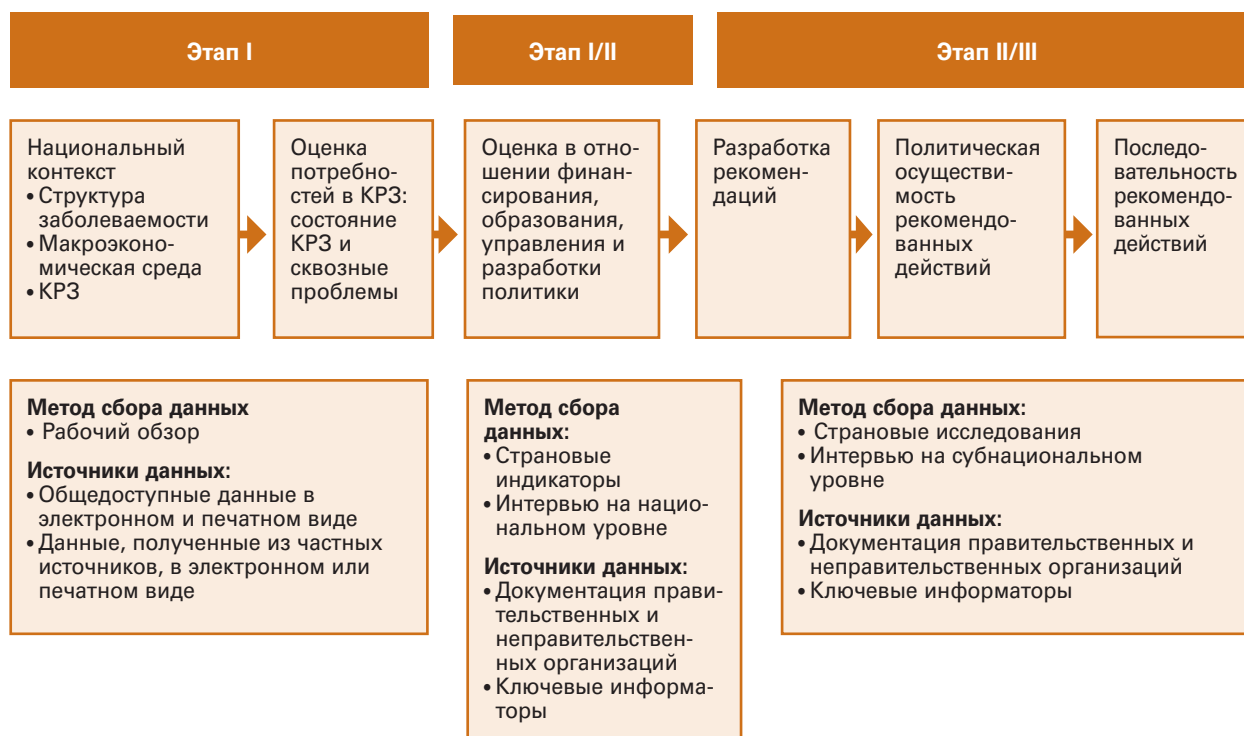 Этап I
Этап I/II
Этап II/III
Национальный
контекст
• Структура
заболеваемости
• Макроэконо-
мическая среда
• КРЗ
Оценка
потребно-
стей в КРЗ:
состояние
КРЗ и
сквозные
проблемы
Оценка в отно-
шении финан-
сирования,
образования,
управления и
разработки
политики
Разработка
рекомен-
даций
Политическая
осуществи-
мость
рекомендо-
ванных
действий
Последо-
вательность
рекомендо-
ванных
действий
Метод сбора данных
• Рабочий обзор
Источники данных:
• Общедоступные данные в
электронном и печатном виде
• Данные, полученные из частных
источников, в электронном или
печатном виде
Метод сбора
данных:
• Страновые
индикаторы
• Интервью на нацио-
нальном уровне
Источники данных:
• Документация прави-
тельственных и
неправительствен-
ных организаций
• Ключевые информа-
торы
Метод сбора данных:
• Страновые исследования
• Интервью на субнациональном
уровне
Источники данных:
• Документация правительственных и
неправительственных организаций
• Ключевые информаторы